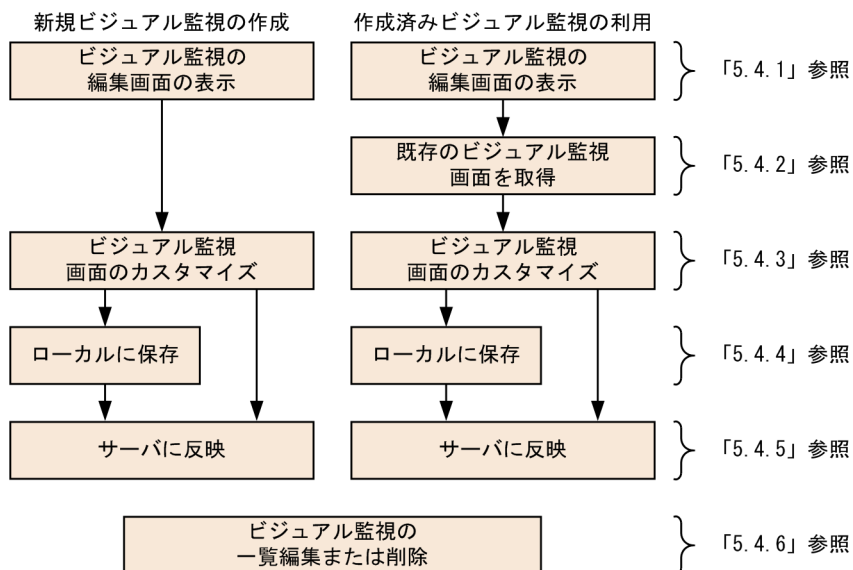 新規ビジュアル監視の作成
作成済みビジュアル監視の利用
ビジュアル監視の
編集画面の表示
ビジュアル監視の
編集画面の表示
「5.4.1」参照
既存のビジュアル監視
画面を取得
「5.4.2」参照
ビジュアル監視
画面のカスタマイズ
ビジュアル監視
画面のカスタマイズ
「5.4.3」参照
ローカルに保存
ローカルに保存
「5.4.4」参照
サーバに反映
サーバに反映
「5.4.5」参照
ビジュアル監視の
一覧編集または削除
「5.4.6」参照